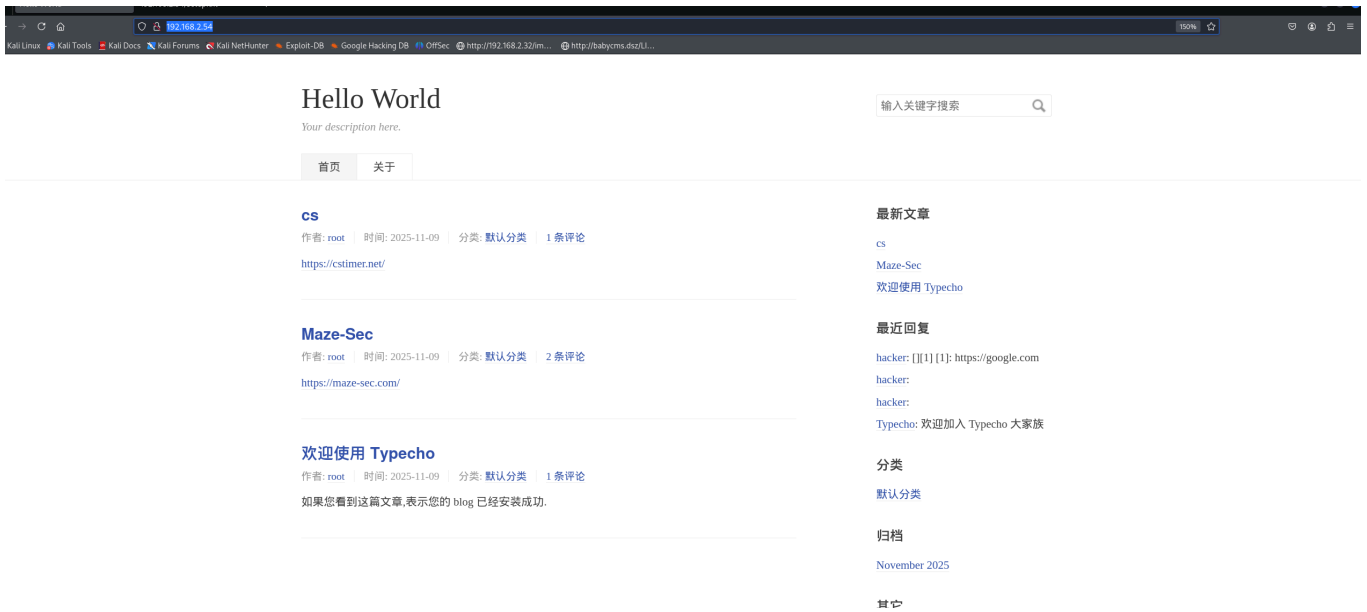 192.168.2.54
150%
Kali Linux Kali Tools Kali Docs Kali Forums Kali NetHunter Exploit-DB Google Hacking DB OffSec http://192.168.2.32/im... http://babycms.dsz/LI...
Hello World
Your description here.
输入关键字搜索
首页 关于
cs
作者: root 时间: 2025-11-09 分类: 默认分类 1 条评论
https://cstimer.net/
Maze-Sec
作者: root 时间: 2025-11-09 分类: 默认分类 2 条评论
https://maze-sec.com/
欢迎使用 Typecho
作者: root 时间: 2025-11-09 分类: 默认分类 1 条评论
如果您看到这篇文章,表示您的 blog 已经安装成功.
最新文章
cs
Maze-Sec
欢迎使用 Typecho
最近回复
hacker: [][1] [1]: https://google.com
hacker:
hacker:
Typecho: 欢迎加入 Typecho 大家族
分类
默认分类
归档
November 2025
其它